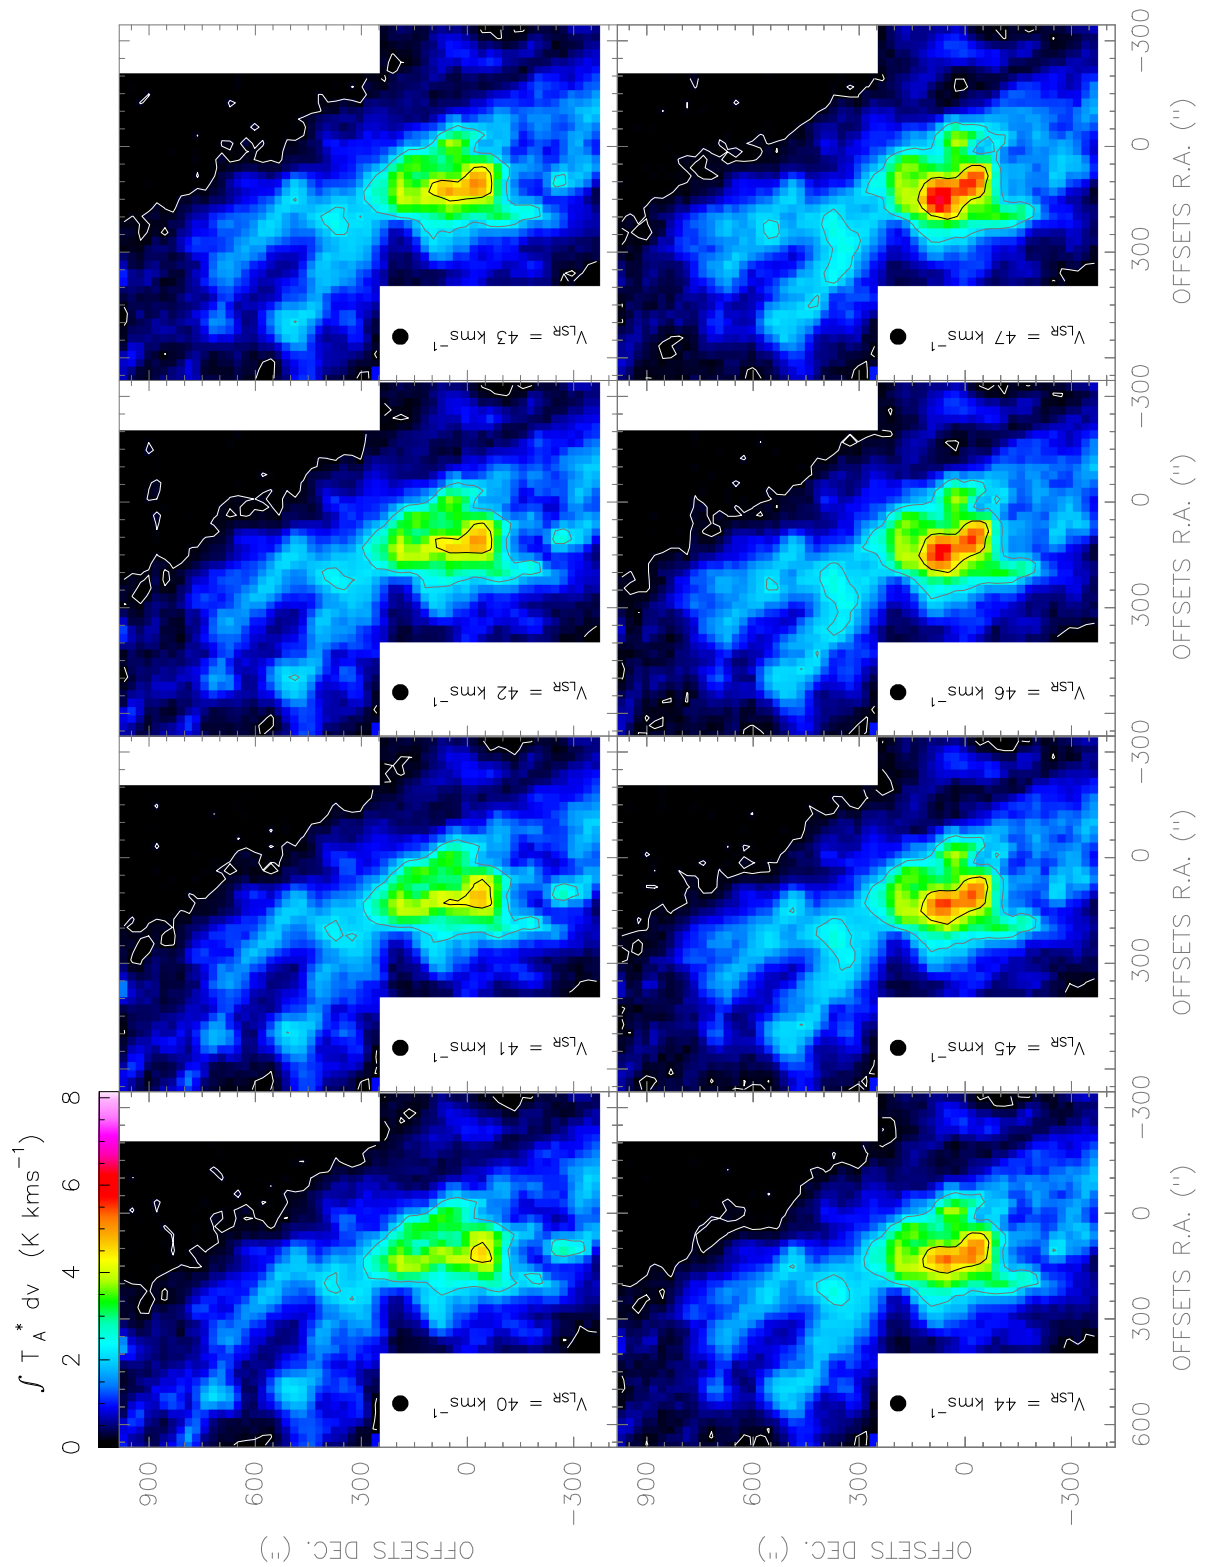 ∫ T_A^* dv (K kms^−1)
0 2 4 6 8
V_LSR = 40 kms^−1
V_LSR = 41 kms^−1
V_LSR = 42 kms^−1
V_LSR = 43 kms^−1
V_LSR = 44 kms^−1
V_LSR = 45 kms^−1
V_LSR = 46 kms^−1
V_LSR = 47 kms^−1
900 600 300 0 −300
OFFSETS DEC. (")
900 600 300 0 −300
OFFSETS DEC. (")
600 300 0 −300
OFFSETS R.A. (")
300 0 −300
OFFSETS R.A. (")
300 0 −300
OFFSETS R.A. (")
300 0 −300
OFFSETS R.A. (")